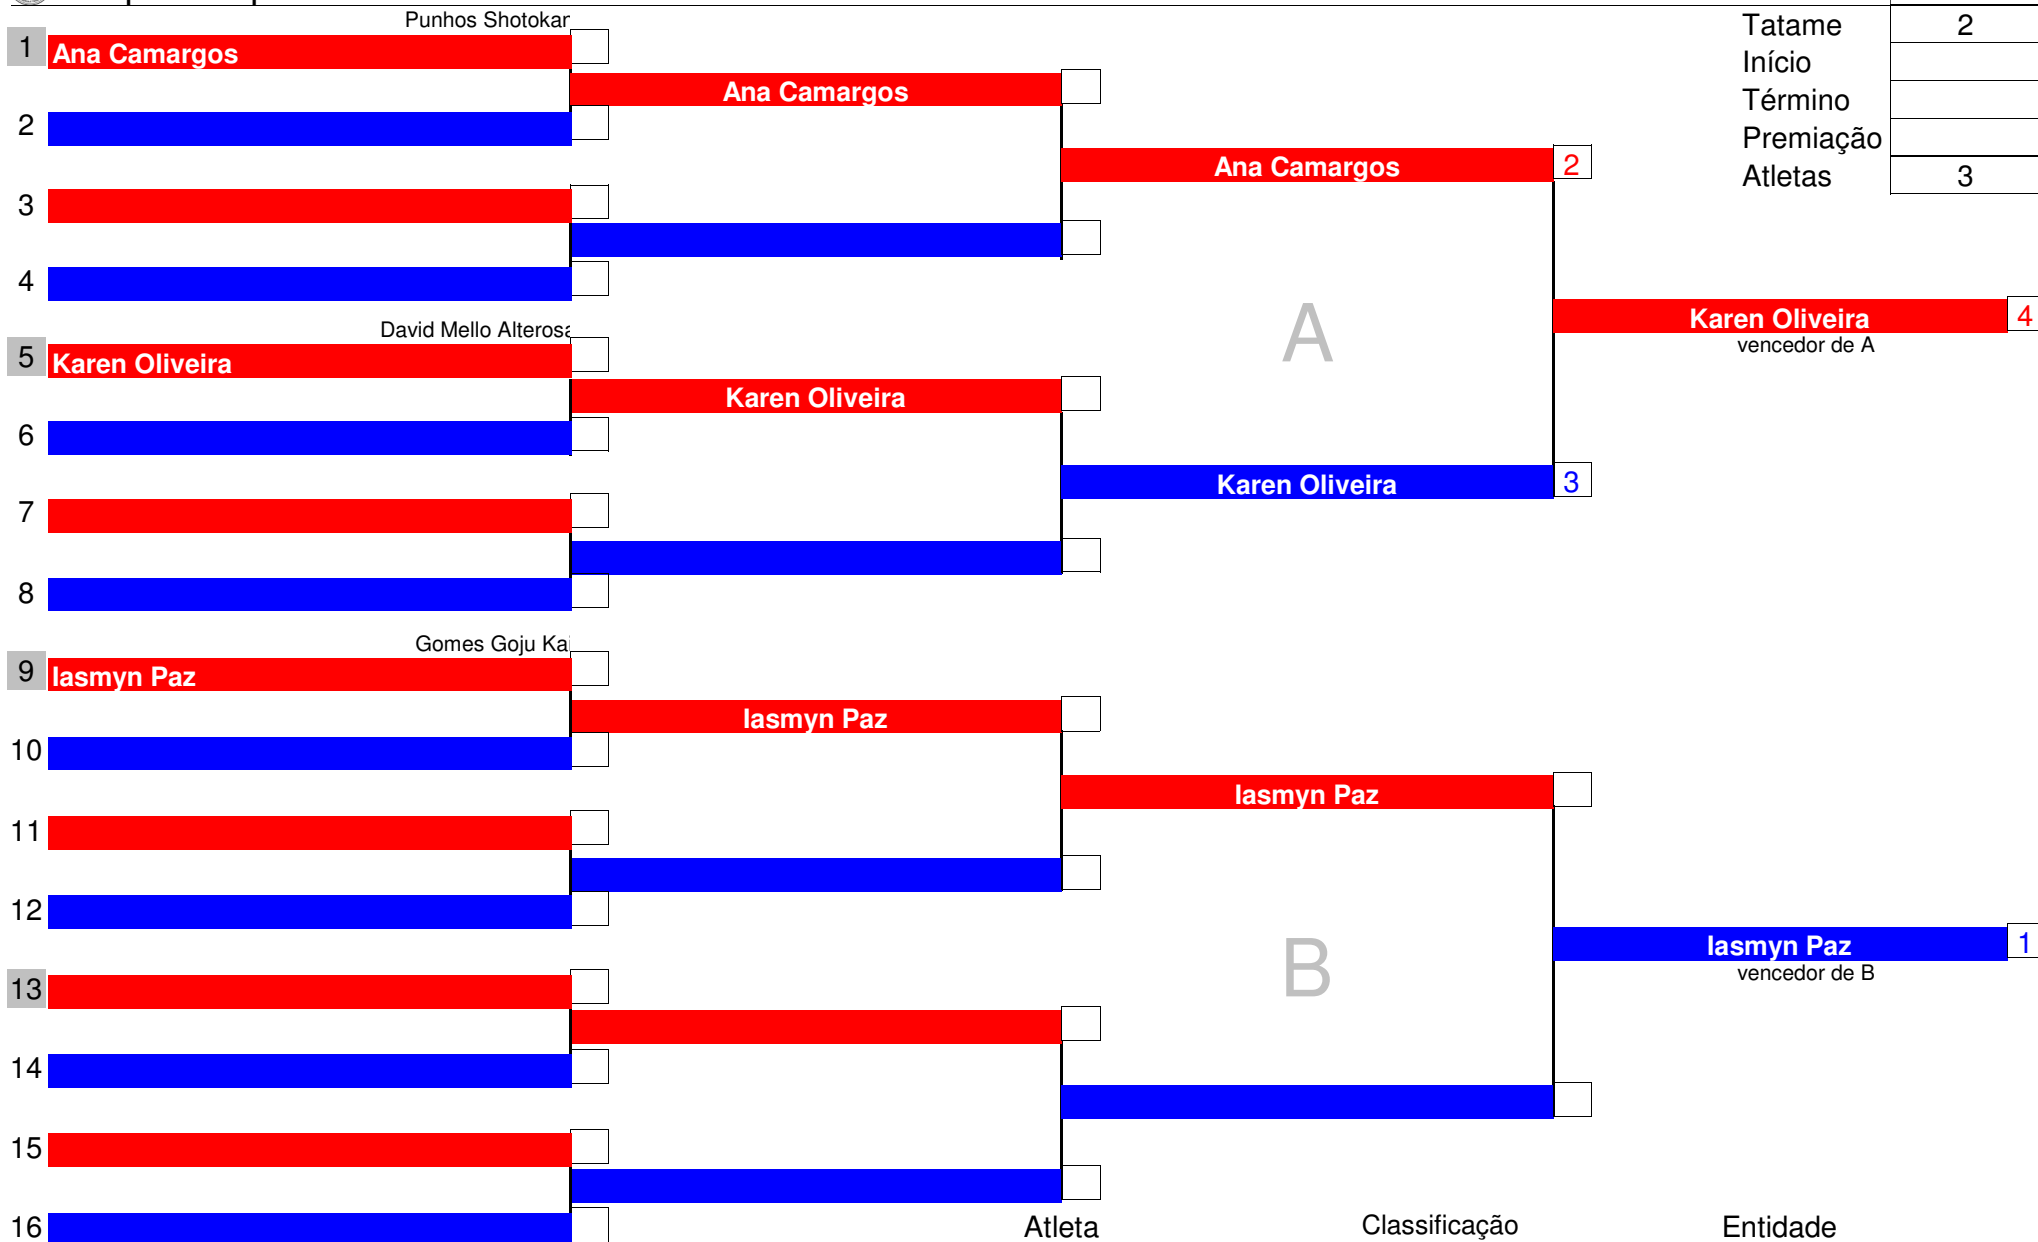 Punhos Shotokan
Tatame 2
1 Ana Camargos
Início
Ana Camargos
Término
2
Premiação
Ana Camargos 2
Atletas 3
3
4
A
Karen Oliveira 4
David Mello Alterosa
vencedor de A
5 Karen Oliveira
Karen Oliveira
6
Karen Oliveira 3
7
8
Gomes Goju Kai
9 Iasmyn Paz
Iasmyn Paz
10
Iasmyn Paz
11
12
B
Iasmyn Paz 1
vencedor de B
13
14
15
16
Atleta Classificação Entidade